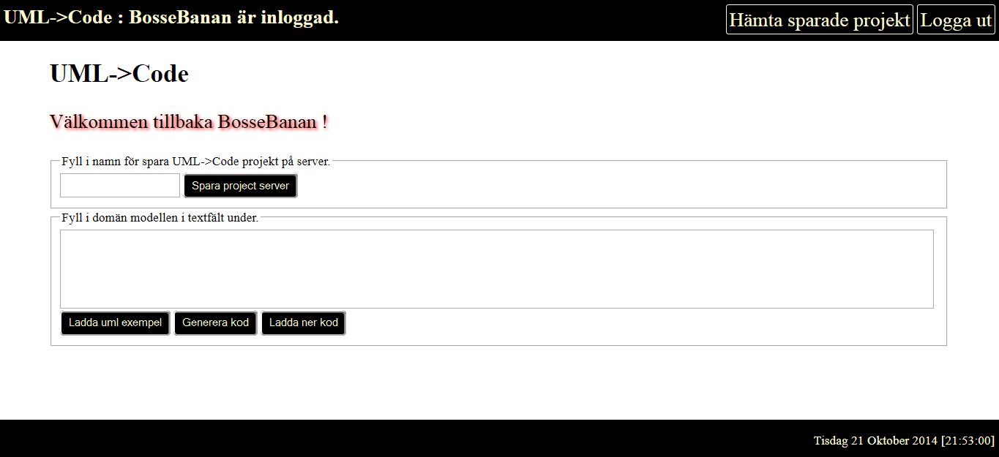 UML->Code : BosseBanan är inloggad.
Hämta sparade projekt Logga ut
UML->Code
Välkommen tillbaka BosseBanan !
Fyll i namn för spara UML->Code projekt på server.
Spara project server
Fyll i domän modellen i textfält under.
Ladda uml exempel Generera kod Ladda ner kod
Tisdag 21 Oktober 2014 [21:53:00]